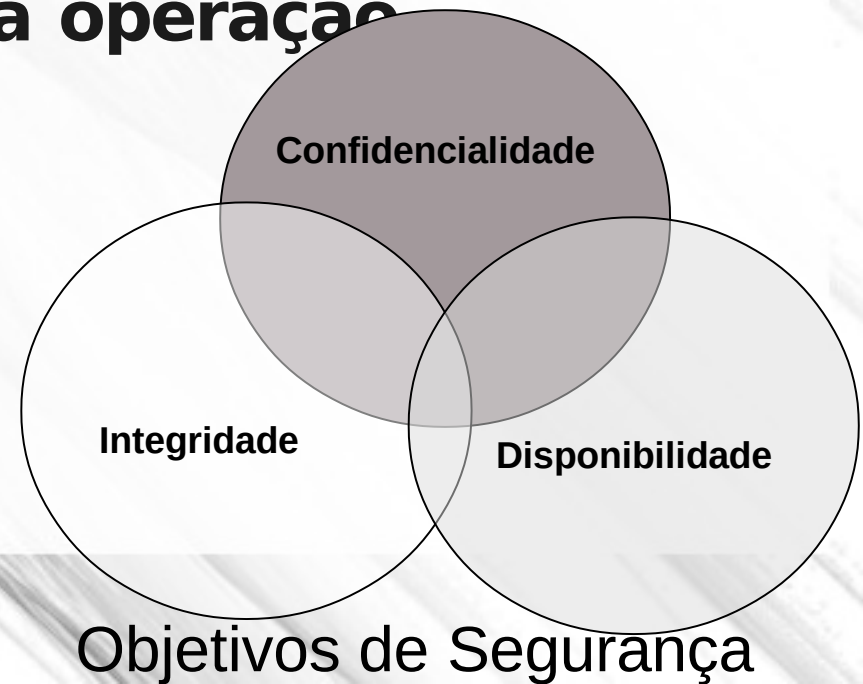 a operação
Confidencialidade
Integridade
Disponibilidade
Objetivos de Segurança